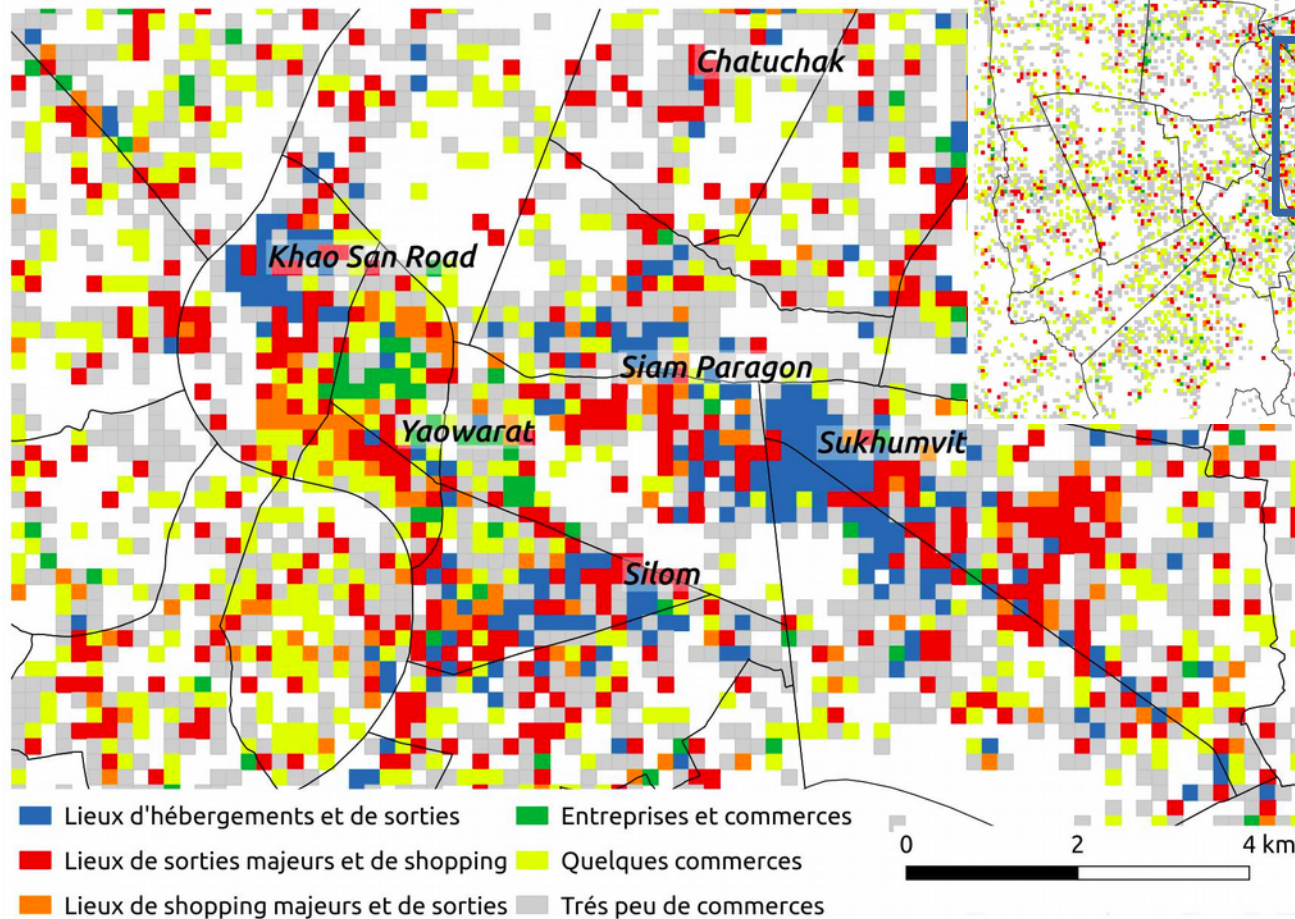 Chatuchak
Khao San Road
Siam Paragon
Yaowarat
Sukhumvit
Silom
Lieux d'hébergements et de sorties
Entreprises et commerces
Lieux de sorties majeurs et de shopping
Quelques commerces
Lieux de shopping majeurs et de sorties
Trés peu de commerces
0 2 4 km